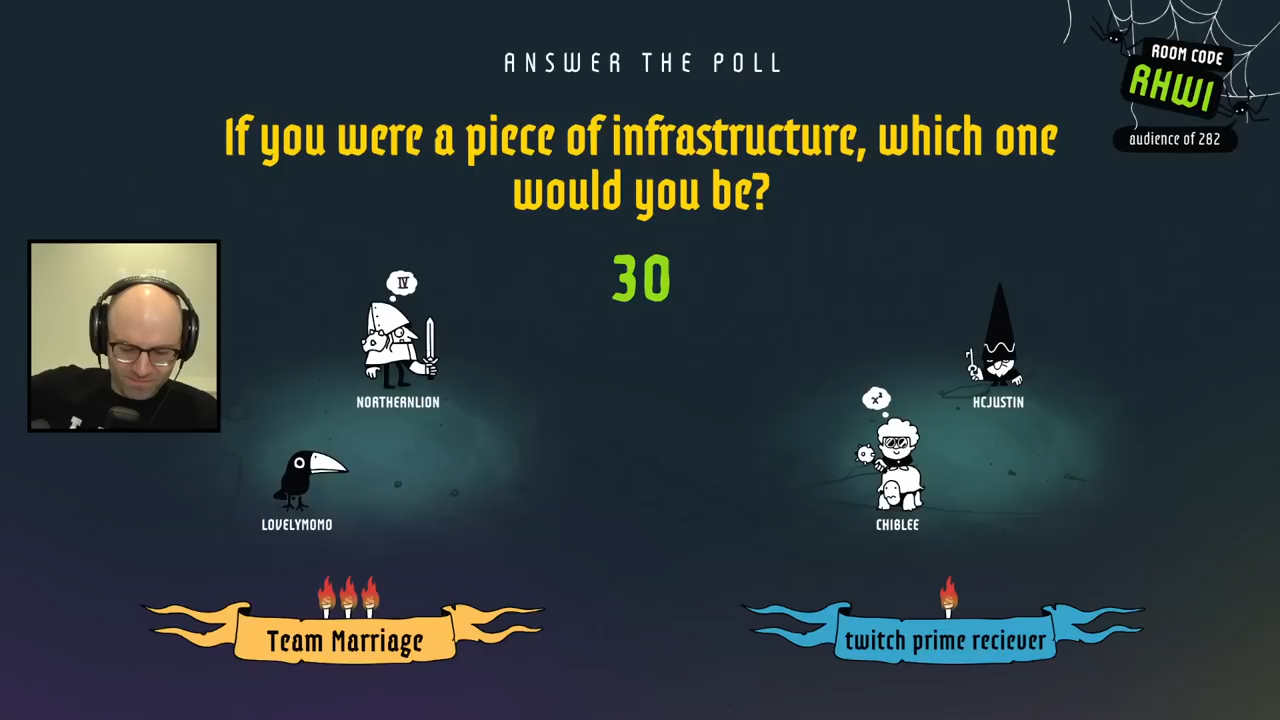 ANSWER THE POLL
ROOM CODE
RHWI
audience of 282
If you were a piece of infrastructure, which one
would you be?
30
IV
NORTHERNLION
HCJUSTIN
x²
LOVELYMOMO
CHIBLEE
Team Marriage
twitch prime reciever